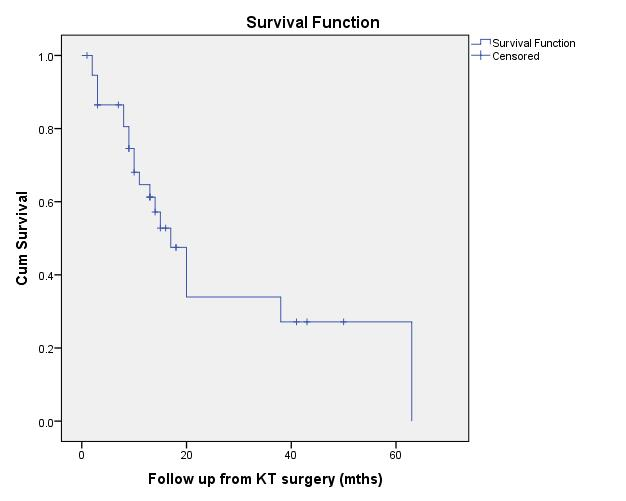 Survival Function
Survival Function
Censored
1.0
0.8
0.6
0.4
0.2
0.0
Cum Survival
0 20 40 60
Follow up from KT surgery (mths)